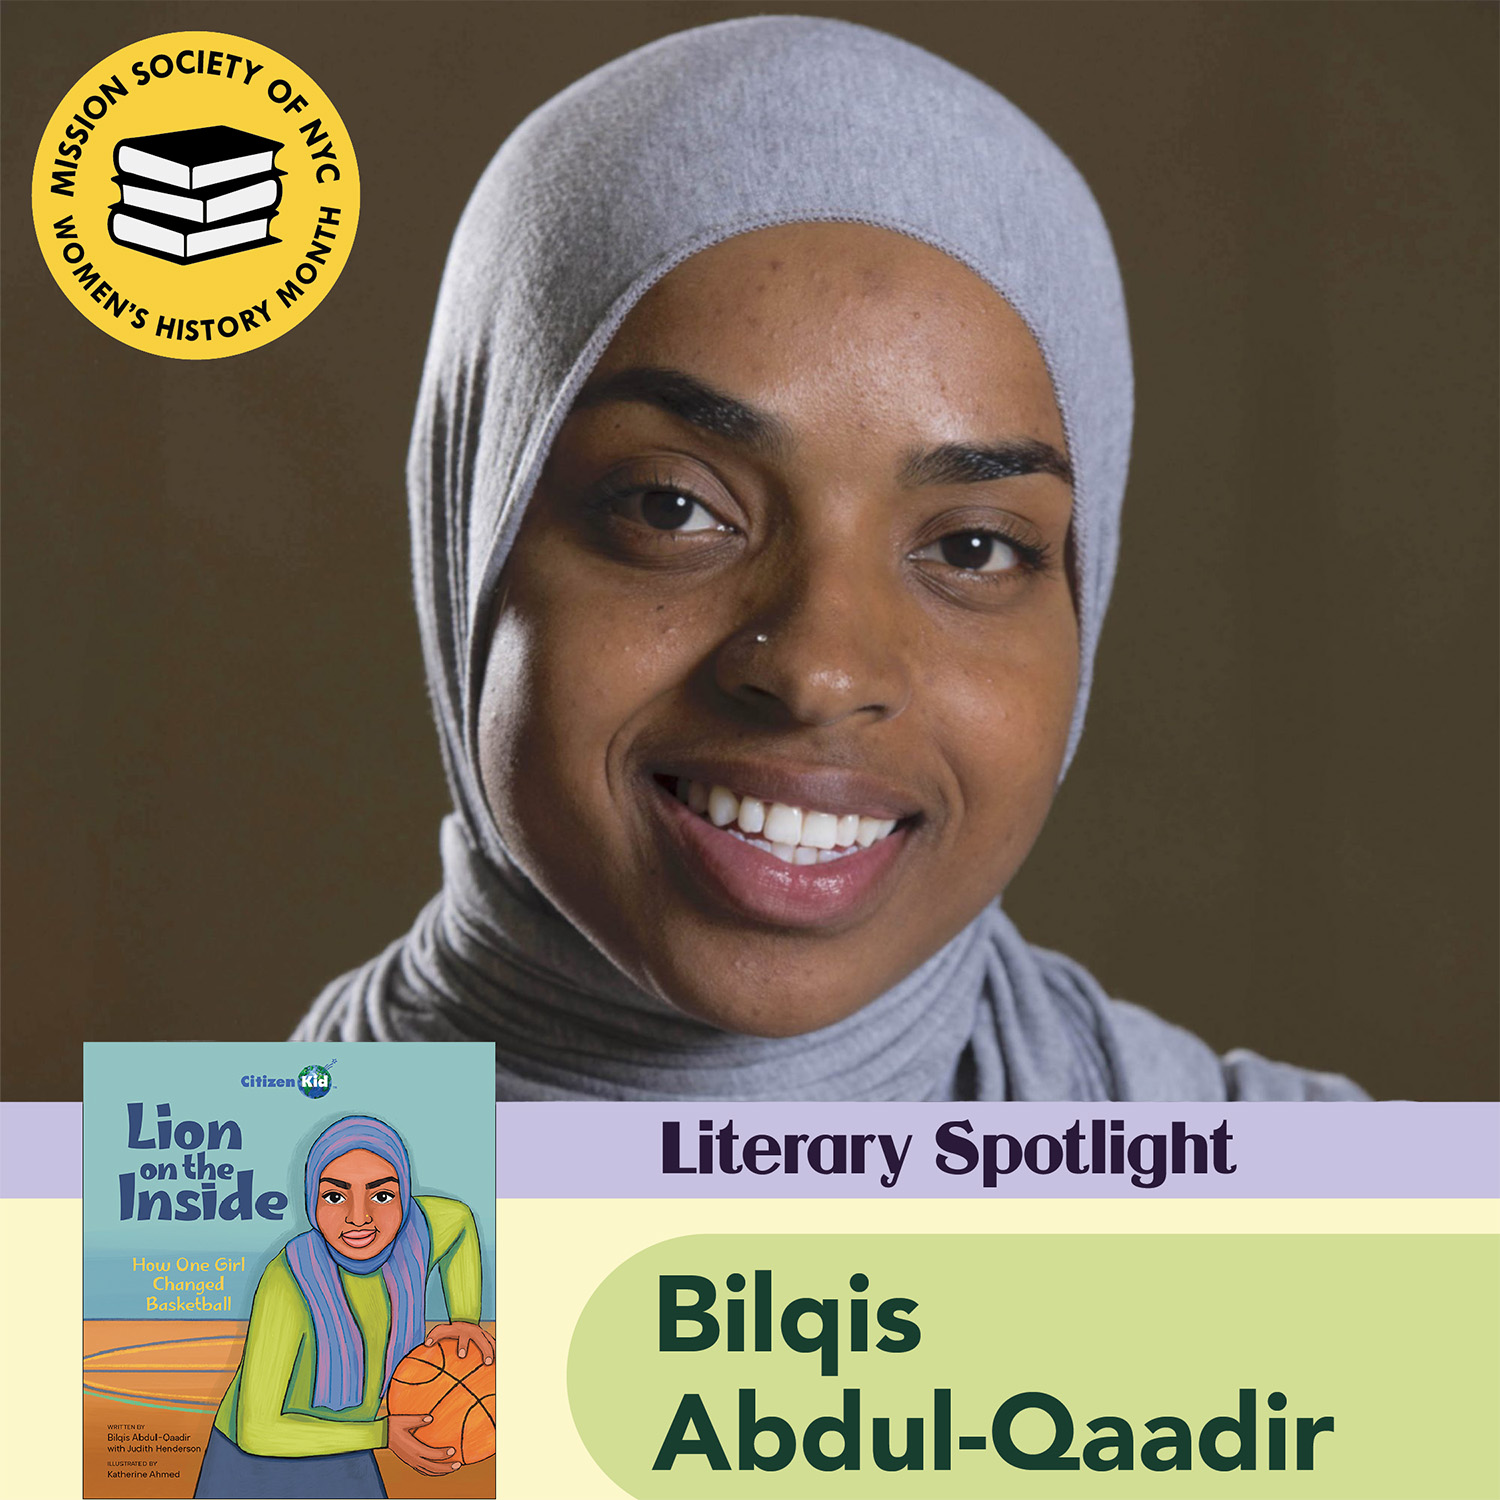 MISSION SOCIETY OF NYC
WOMEN'S HISTORY MONTH
Citizen Kid
Lion
on the
Inside
How One Girl
Changed
Basketball
WRITTEN BY
Bilqis Abdul-Qaadir
with Judith Henderson
ILLUSTRATED BY
Katherine Ahmed
Literary Spotlight
Bilqis
Abdul-Qaadir